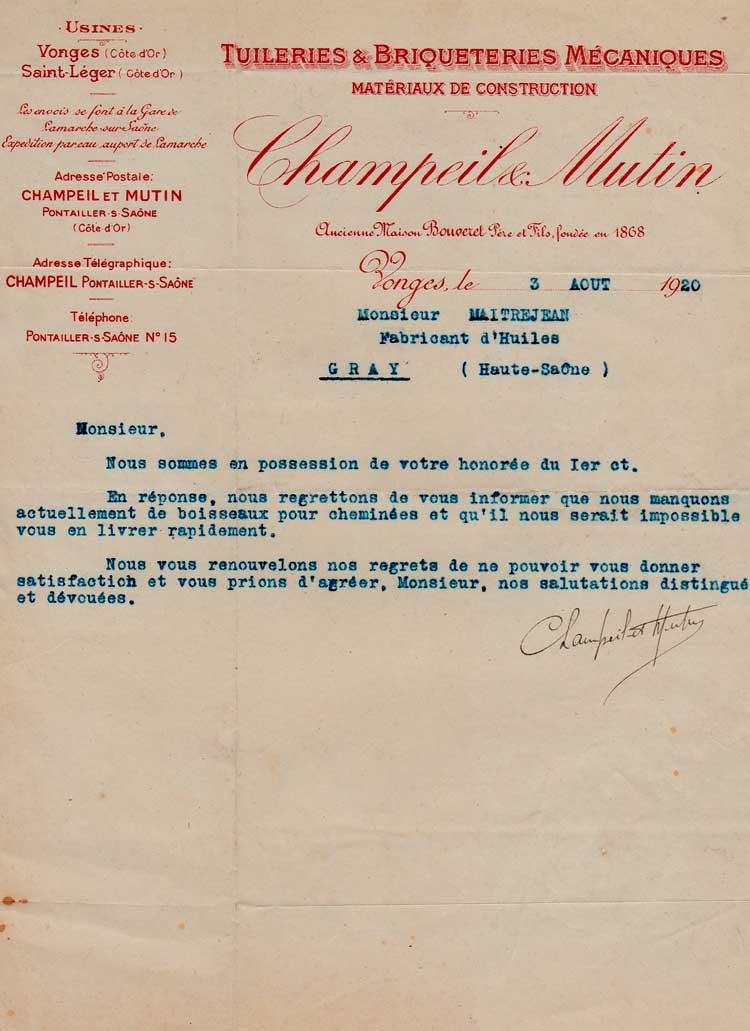 USINES
Vonges (Côte d'Or)
Saint-Léger (Côte d'Or)
Les envois se font à la Gare de
Lamarche-sur-Saône
Expédition par eau au port de Lamarche
Adresse Postale:
CHAMPEIL ET MUTIN
PONTAILLER-S-SAÔNE
(Côte d'Or)
Adresse Télégraphique:
CHAMPEIL PONTAILLER-S-SAÔNE
Téléphone:
PONTAILLER-S-SAÔNE N° 15
TUILERIES & BRIQUETERIES MÉCANIQUES
MATÉRIAUX DE CONSTRUCTION
Champeil & Mutin
Ancienne Maison Bouveret Père et Fils, fondée en 1868
Vonges, le 3 AOUT 1920
Monsieur MAITREJEAN
Fabricant d'Huiles
GRAY ( Haute-Saône )
Monsieur.
Nous sommes en possession de votre honorée du Ier ct.
En réponse, nous regrettons de vous informer que nous manquons
actuellement de boisseaux pour cheminées et qu'il nous serait impossible
vous en livrer rapidement.
Nous vous renouvelons nos regrets de ne pouvoir vous donner
satisfactioh et vous prions d'agréer, Monsieur, nos salutations distingué
et dévouées.
Champeil et Mutin